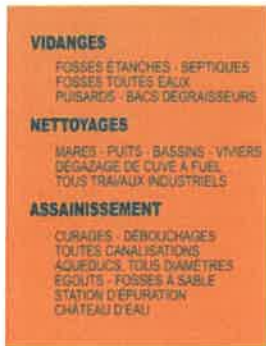 VIDANGES
FOSSES ÉTANCHES - SEPTIQUES
FOSSES TOUTES EAUX
PUISARDS - BACS DÉGRAISSEURS
NETTOYAGES
MARES - PUITS - BASSINS - VIVIERS
DÉGAZAGE DE CUVE À FUEL
TOUS TRAVAUX INDUSTRIELS
ASSAINISSEMENT
CURAGES - DÉBOUCHAGES
TOUTES CANALISATIONS
AQUEDUCS, TOUS DIAMÈTRES
ÉGOUTS - FOSSES À SABLE
STATION D'ÉPURATION
CHÂTEAU D'EAU